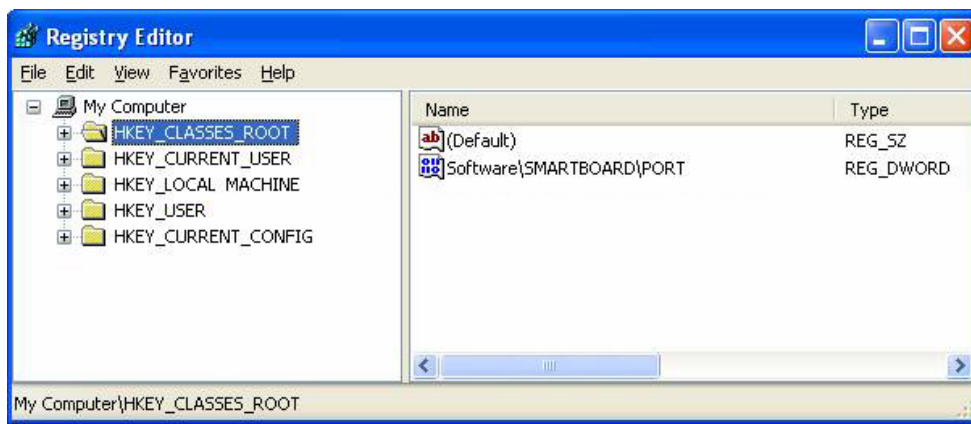 Registry Editor
File Edit View Favorites Help
My Computer
HKEY_CLASSES_ROOT
HKEY_CURRENT_USER
HKEY_LOCAL MACHINE
HKEY_USER
HKEY_CURRENT_CONFIG
Name Type
(Default) REG_SZ
Software\SMARTBOARD\PORT REG_DWORD
My Computer\HKEY_CLASSES_ROOT